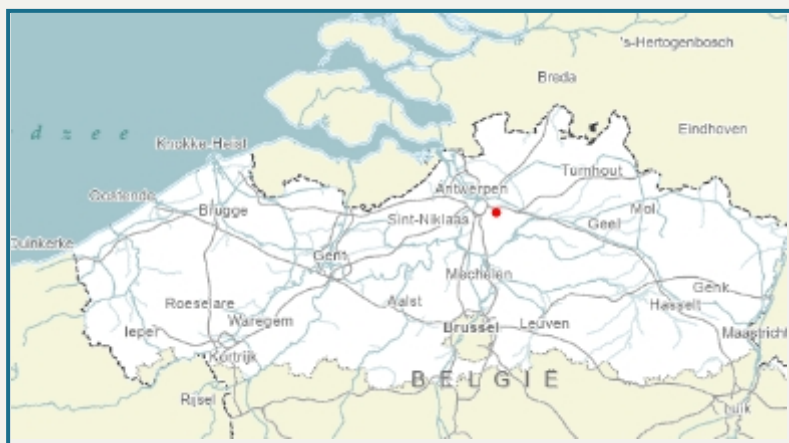 's-Hertogenbosch
Breda
d z e e
Eindhoven
Knokke-Heist
Turnhout
Antwerpen
Oostende
Mol
Brugge
Sint-Niklaas
Geel
Duinkerke
Gent
Mechelen
Genk
Roeselare
Aalst
Hasselt
Ieper
Waregem
Brussel
Leuven
Maastricht
Kortrijk
BELGIË
Rijsel
Luik